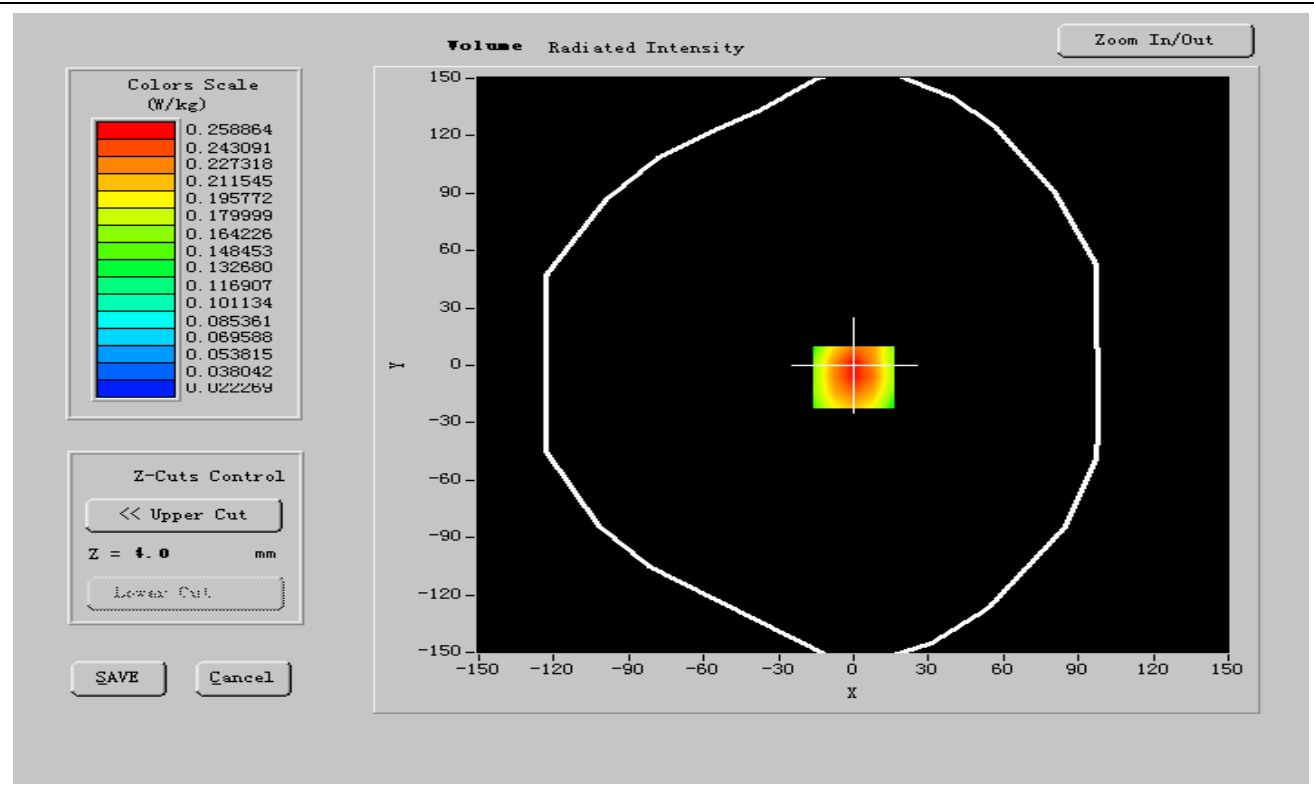 Volume Radiated Intensity
Zoom In/Out
Colors Scale
(W/kg)
0.258864
0.243091
0.227318
0.211545
0.195772
0.179999
0.164226
0.148453
0.132680
0.116907
0.101134
0.085361
0.069588
0.053815
0.038042
0.022269
Z-Cuts Control
<< Upper Cut
Z = 4.0 mm
Lower Cut
SAVE
Cancel
150
120
90
60
30
0
-30
-60
-90
-120
-150
Y
-150 -120 -90 -60 -30 0 30 60 90 120 150
X